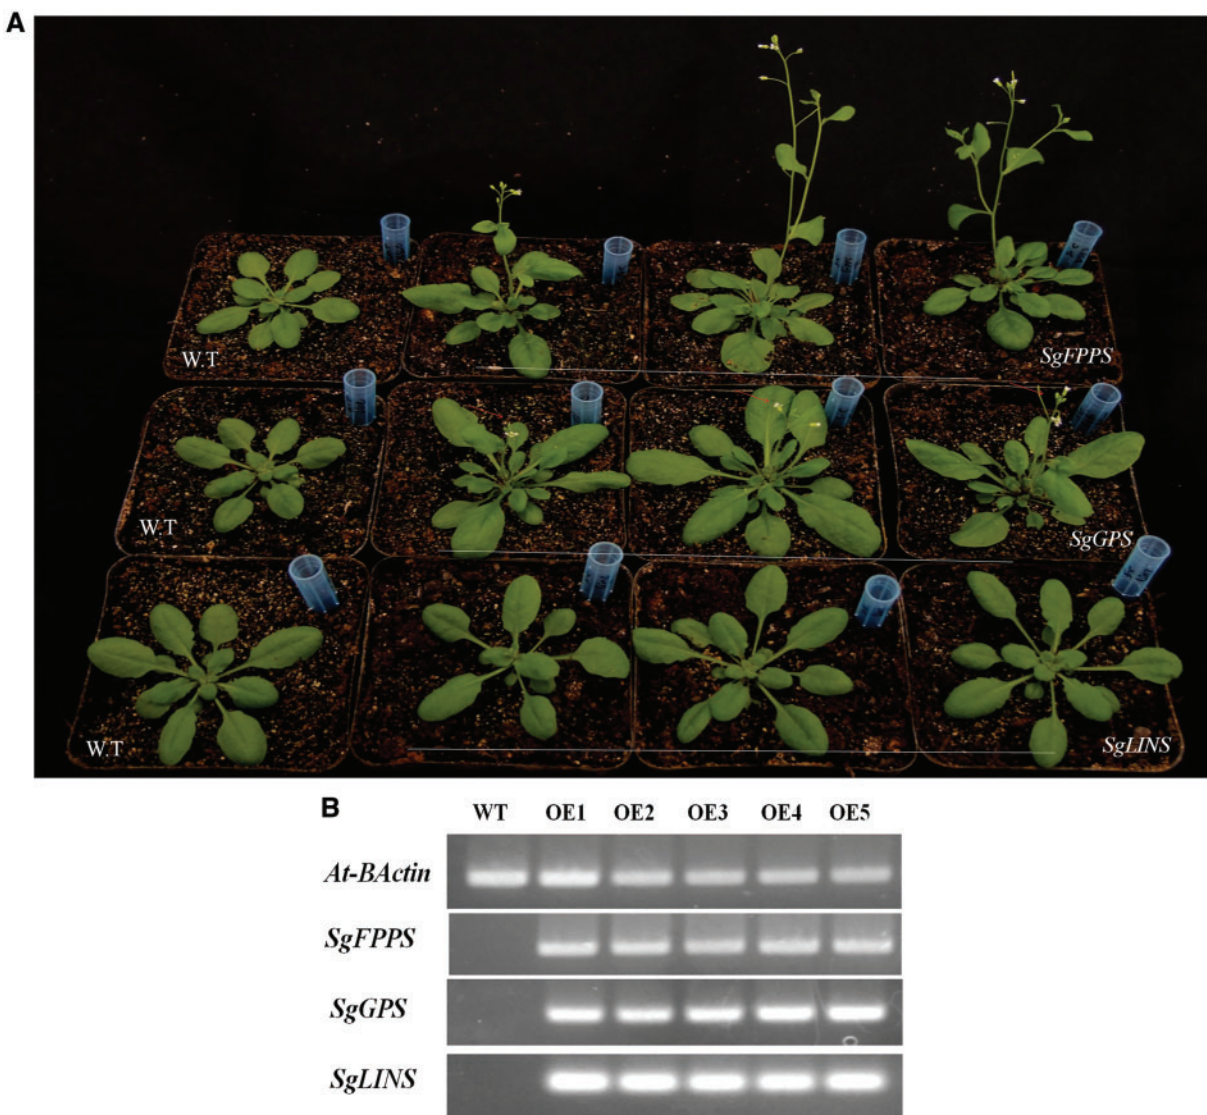 A
W.T
SgFPPS
W.T
SgGPS
W.T
SgLINS
B
WT OE1 OE2 OE3 OE4 OE5
At-BActin
SgFPPS
SgGPS
SgLINS